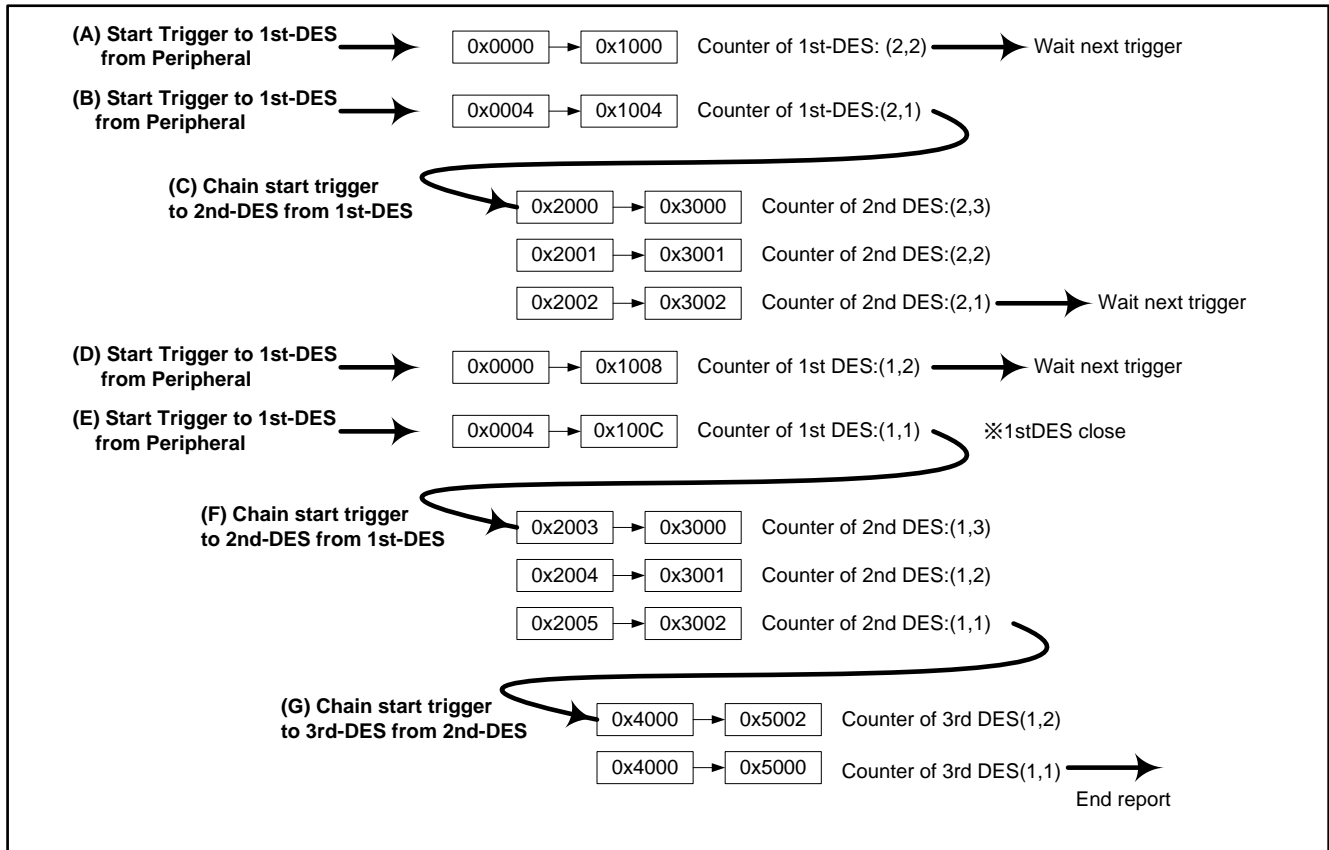 (A) Start Trigger to 1st-DES
from Peripheral
0x0000 0x1000 Counter of 1st-DES: (2,2) Wait next trigger
(B) Start Trigger to 1st-DES
from Peripheral
0x0004 0x1004 Counter of 1st-DES:(2,1)
(C) Chain start trigger
to 2nd-DES from 1st-DES
0x2000 0x3000 Counter of 2nd DES:(2,3)
0x2001 0x3001 Counter of 2nd DES:(2,2)
0x2002 0x3002 Counter of 2nd DES:(2,1) Wait next trigger
(D) Start Trigger to 1st-DES
from Peripheral
0x0000 0x1008 Counter of 1st DES:(1,2) Wait next trigger
(E) Start Trigger to 1st-DES
from Peripheral
0x0004 0x100C Counter of 1st DES:(1,1) ※1stDES close
(F) Chain start trigger
to 2nd-DES from 1st-DES
0x2003 0x3000 Counter of 2nd DES:(1,3)
0x2004 0x3001 Counter of 2nd DES:(1,2)
0x2005 0x3002 Counter of 2nd DES:(1,1)
(G) Chain start trigger
to 3rd-DES from 2nd-DES
0x4000 0x5002 Counter of 3rd DES(1,2)
0x4000 0x5000 Counter of 3rd DES(1,1)
End report